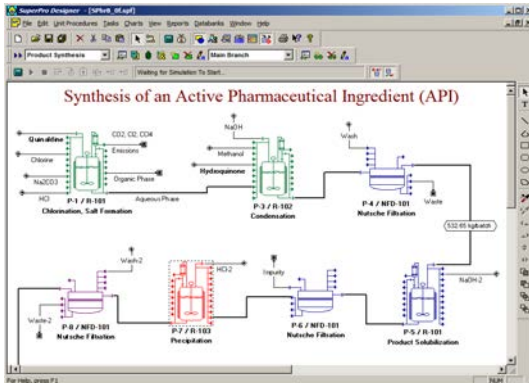 SuperPro Designer - [SPhr8_0f.spf]
File Edit Unit Procedures Tasks Charts View Reports Databanks Window Help
Product Synthesis
Main Branch
Waiting for Simulation To Start...
Synthesis of an Active Pharmaceutical Ingredient (API)
Quinaldine
CO2, Cl2, CCl4
Emissions
Chlorine
Na2CO3
Organic Phase
HCl
Aqueous Phase
P-1 / R-101
Chlorination, Salt Formation
NaOH
Methanol
Hydroquinone
P-3 / R-102
Condensation
Wash
Waste
P-4 / NFD-101
Nutsche Filtration
532.65 kg/batch
Wash-2
Waste-2
P-8 / NFD-101
Nutsche Filtration
HCl-2
P-7 / R-103
Precipitation
Impurity
P-6 / NFD-101
Nutsche Filtration
NaOH-2
P-5 / R-101
Product Solubilization
For Help, press F1
NUM